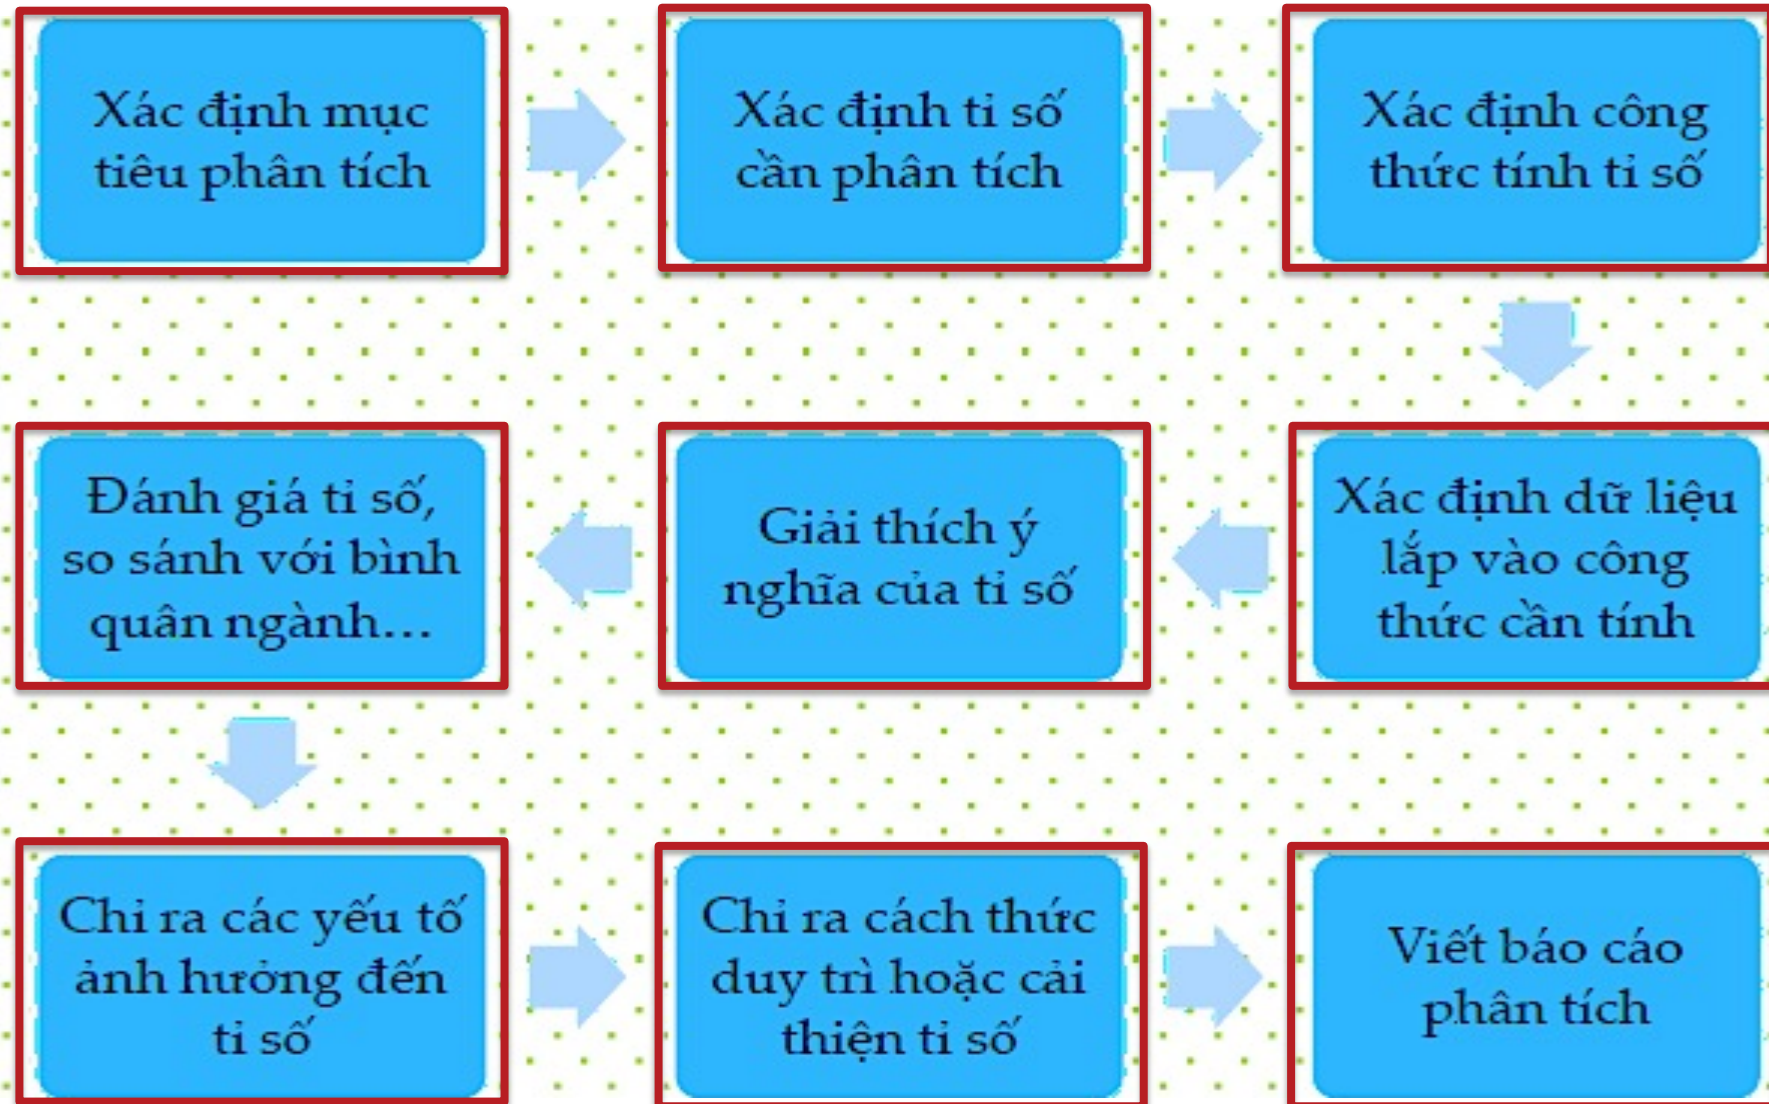 Xác định mục
tiêu phân tích
Xác định tỉ số
cần phân tích
Xác định công
thức tính tỉ số
Xác định dữ liệu
lắp vào công
thức cần tính
Giải thích ý
nghĩa của tỉ số
Đánh giá tỉ số,
so sánh với bình
quân ngành...
Chỉ ra các yếu tố
ảnh hưởng đến
tỉ số
Chỉ ra cách thức
duy trì hoặc cải
thiện tỉ số
Viết báo cáo
phân tích